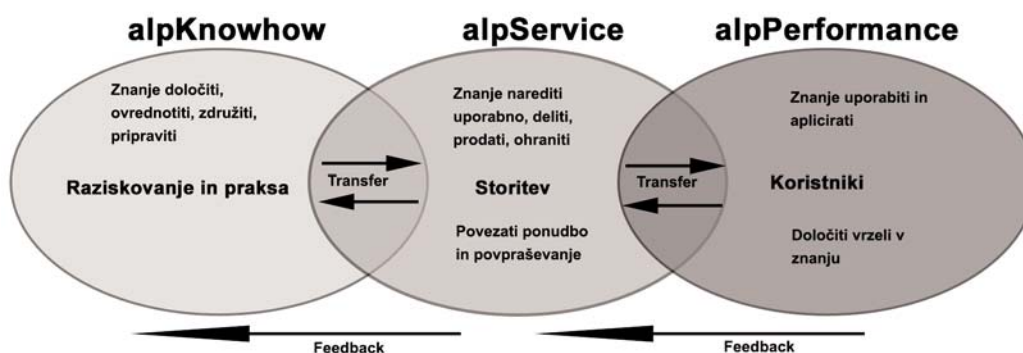 alpKnowhow
alpService
alpPerformance
Znanje določiti,
ovrednotiti, združiti,
pripraviti
Raziskovanje in praksa
Transfer
Znanje narediti
uporabno, deliti,
prodati, ohraniti
Storitev
Povezati ponudbo
in povpraševanje
Transfer
Znanje uporabiti in
aplicirati
Koristniki
Določiti vrzeli v
znanju
Feedback
Feedback